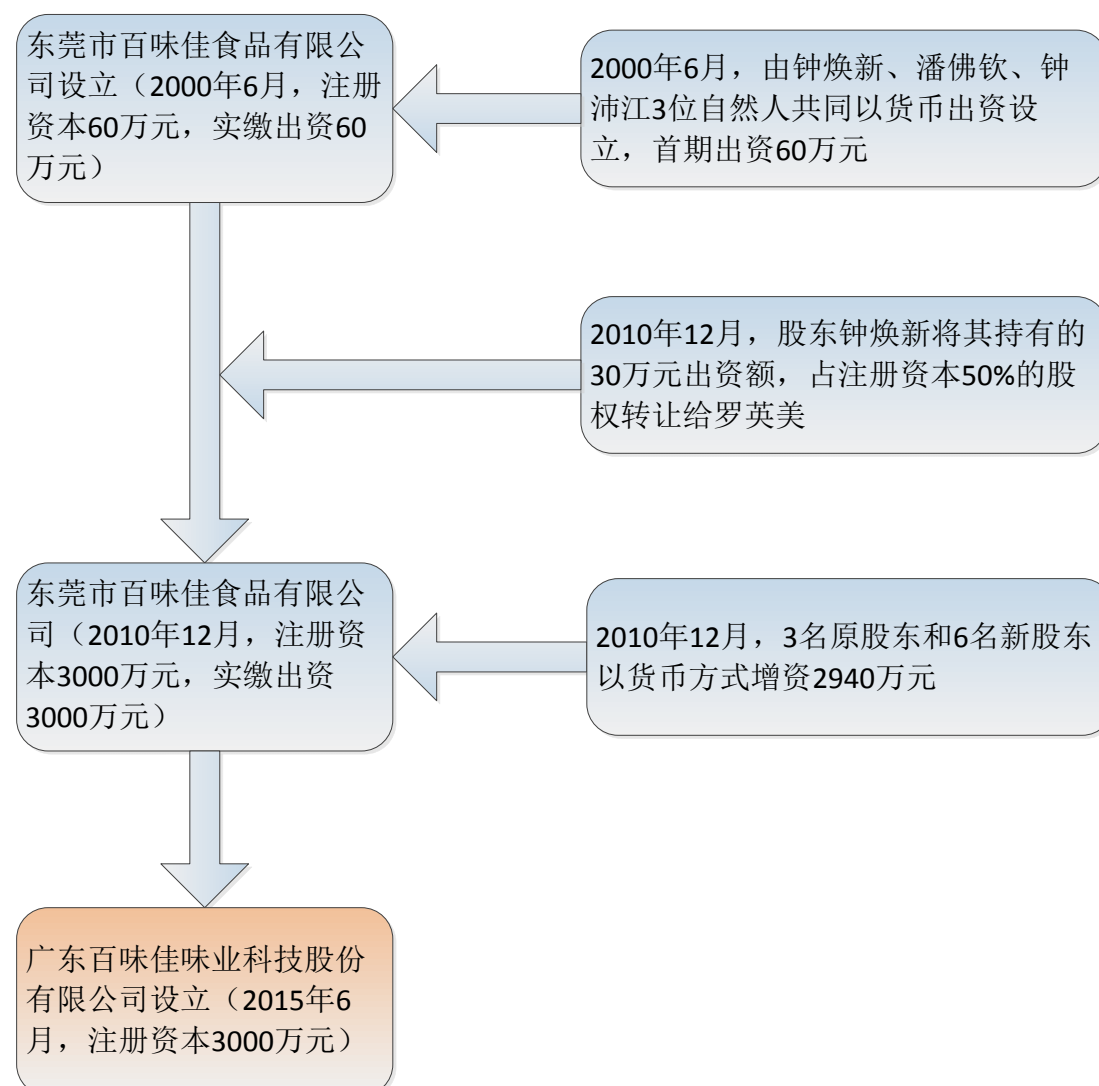 东莞市百味佳食品有限公
司设立（2000年6月，注册
资本60万元，实缴出资60
万元）
2000年6月，由钟焕新、潘佛钦、钟
沛江3位自然人共同以货币出资设
立，首期出资60万元
2010年12月，股东钟焕新将其持有的
30万元出资额，占注册资本50%的股
权转让给罗英美
东莞市百味佳食品有限公
司（2010年12月，注册资
本3000万元，实缴出资
3000万元）
2010年12月，3名原股东和6名新股东
以货币方式增资2940万元
广东百味佳味业科技股份
有限公司设立（2015年6
月，注册资本3000万元）